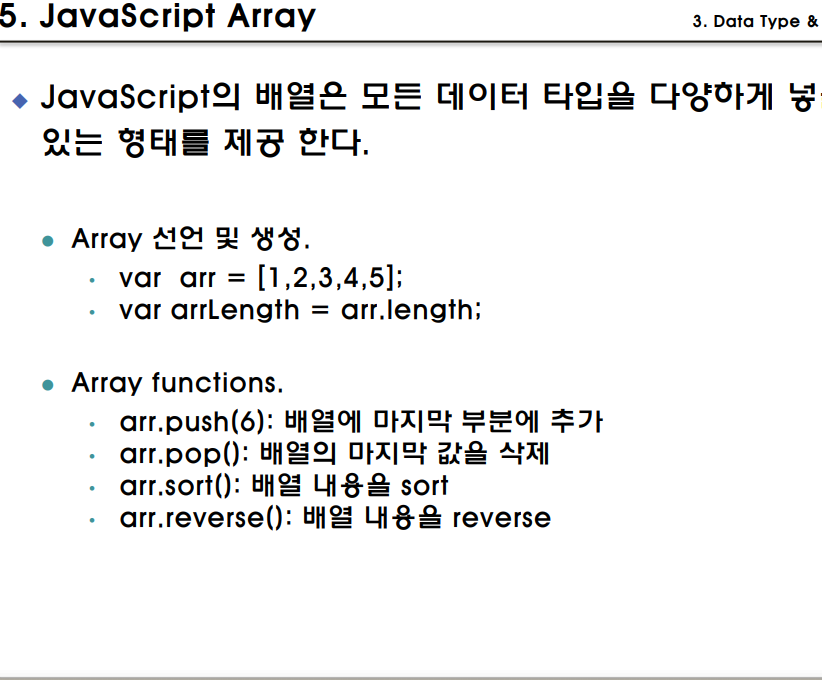 5. JavaScript Array
3. Data Type &
JavaScript의 배열은 모든 데이터 타입을 다양하게
있는 형태를 제공 한다.
Array 선언 및 생성.
var arr = [1,2,3,4,5];
var arrLength = arr.length;
Array functions.
arr.push(6): 배열에 마지막 부분에 추가
arr.pop(): 배열의 마지막 값을 삭제
arr.sort(): 배열 내용을 sort
arr.reverse(): 배열 내용을 reverse